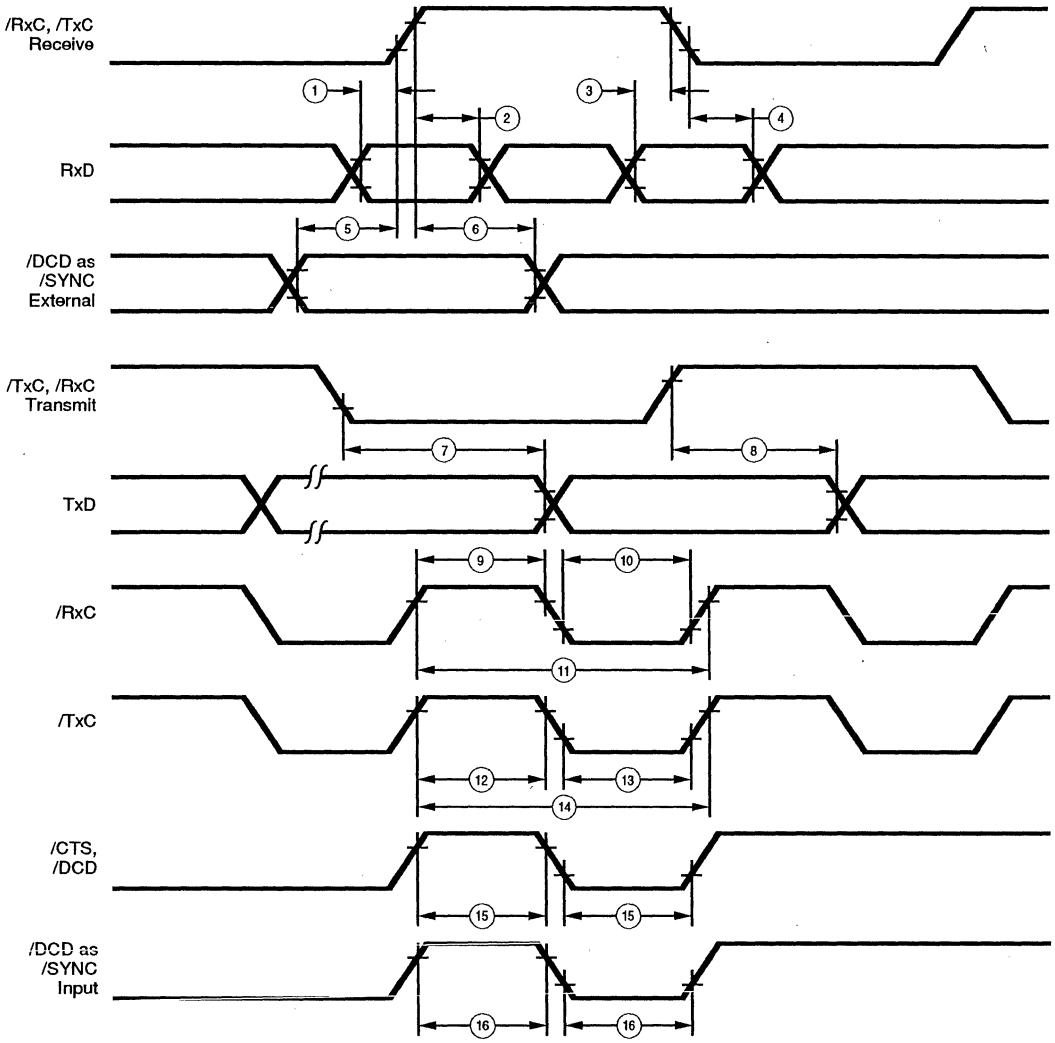 /RxC, /TxC
Receive
1
3
2
4
RxD
5
6
/DCD as
/SYNC
External
/TxC, /RxC
Transmit
7
8
TxD
9
10
/RxC
11
/TxC
12
13
14
/CTS,
/DCD
15
15
/DCD as
/SYNC
Input
16
16